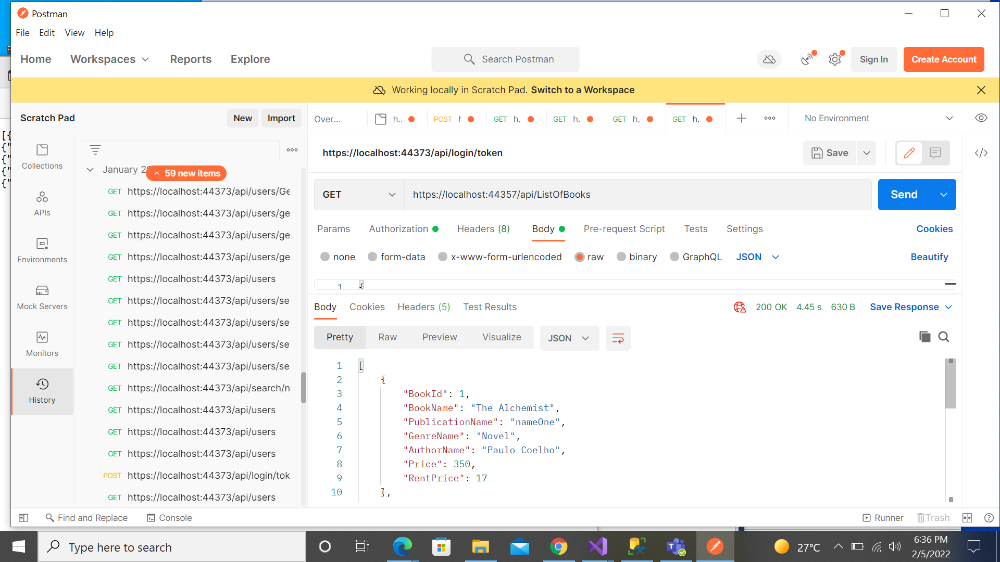 Postman
File Edit View Help
Home Workspaces Reports Explore
Search Postman
Sign In
Create Account
Working locally in Scratch Pad. Switch to a Workspace
Scratch Pad
New
Import
Over...
h..
POST h
GET h.
GET h.
GET h.
GET h.
No Environment
Collections
APIs
Environments
Mock Servers
Monitors
History
January 2
59 new items
GET https://localhost:44373/api/users/Ge
GET https://localhost:44373/api/users/ge
GET https://localhost:44373/api/users/ge
GET https://localhost:44373/api/users/ge
GET https://localhost:44373/api/users
GET https://localhost:44373/api/users/se
GET https://localhost:44373/api/users/se
GET https://localhost:44373/api/users/se
GET https://localhost:44373/api/users/se
GET https://localhost:44373/api/search/n
GET https://localhost:44373/api/users
GET https://localhost:44373/api/users
GET https://localhost:44373/api/users
POST https://localhost:44373/api/login/tok
GET https://localhost:44373/api/users
https://localhost:44373/api/login/token
Save
GET
https://localhost:44357/api/ListOfBooks
Send
Params Authorization Headers (8) Body Pre-request Script Tests Settings
Cookies
none form-data x-www-form-urlencoded raw binary GraphQL JSON
Beautify
1 {
Body Cookies Headers (5) Test Results
200 OK 4.45 s 630 B
Save Response
Pretty Raw Preview Visualize
JSON
1 [
2 {
3 "BookId": 1,
4 "BookName": "The Alchemist",
5 "PublicationName": "nameOne",
6 "GenreName": "Novel",
7 "AuthorName": "Paulo Coelho",
8 "Price": 350,
9 "RentPrice": 17
10 },
[{
{"
{"
{"
{"
Find and Replace
Console
Runner
Trash
Type here to search
27°C
6:36 PM
2/5/2022